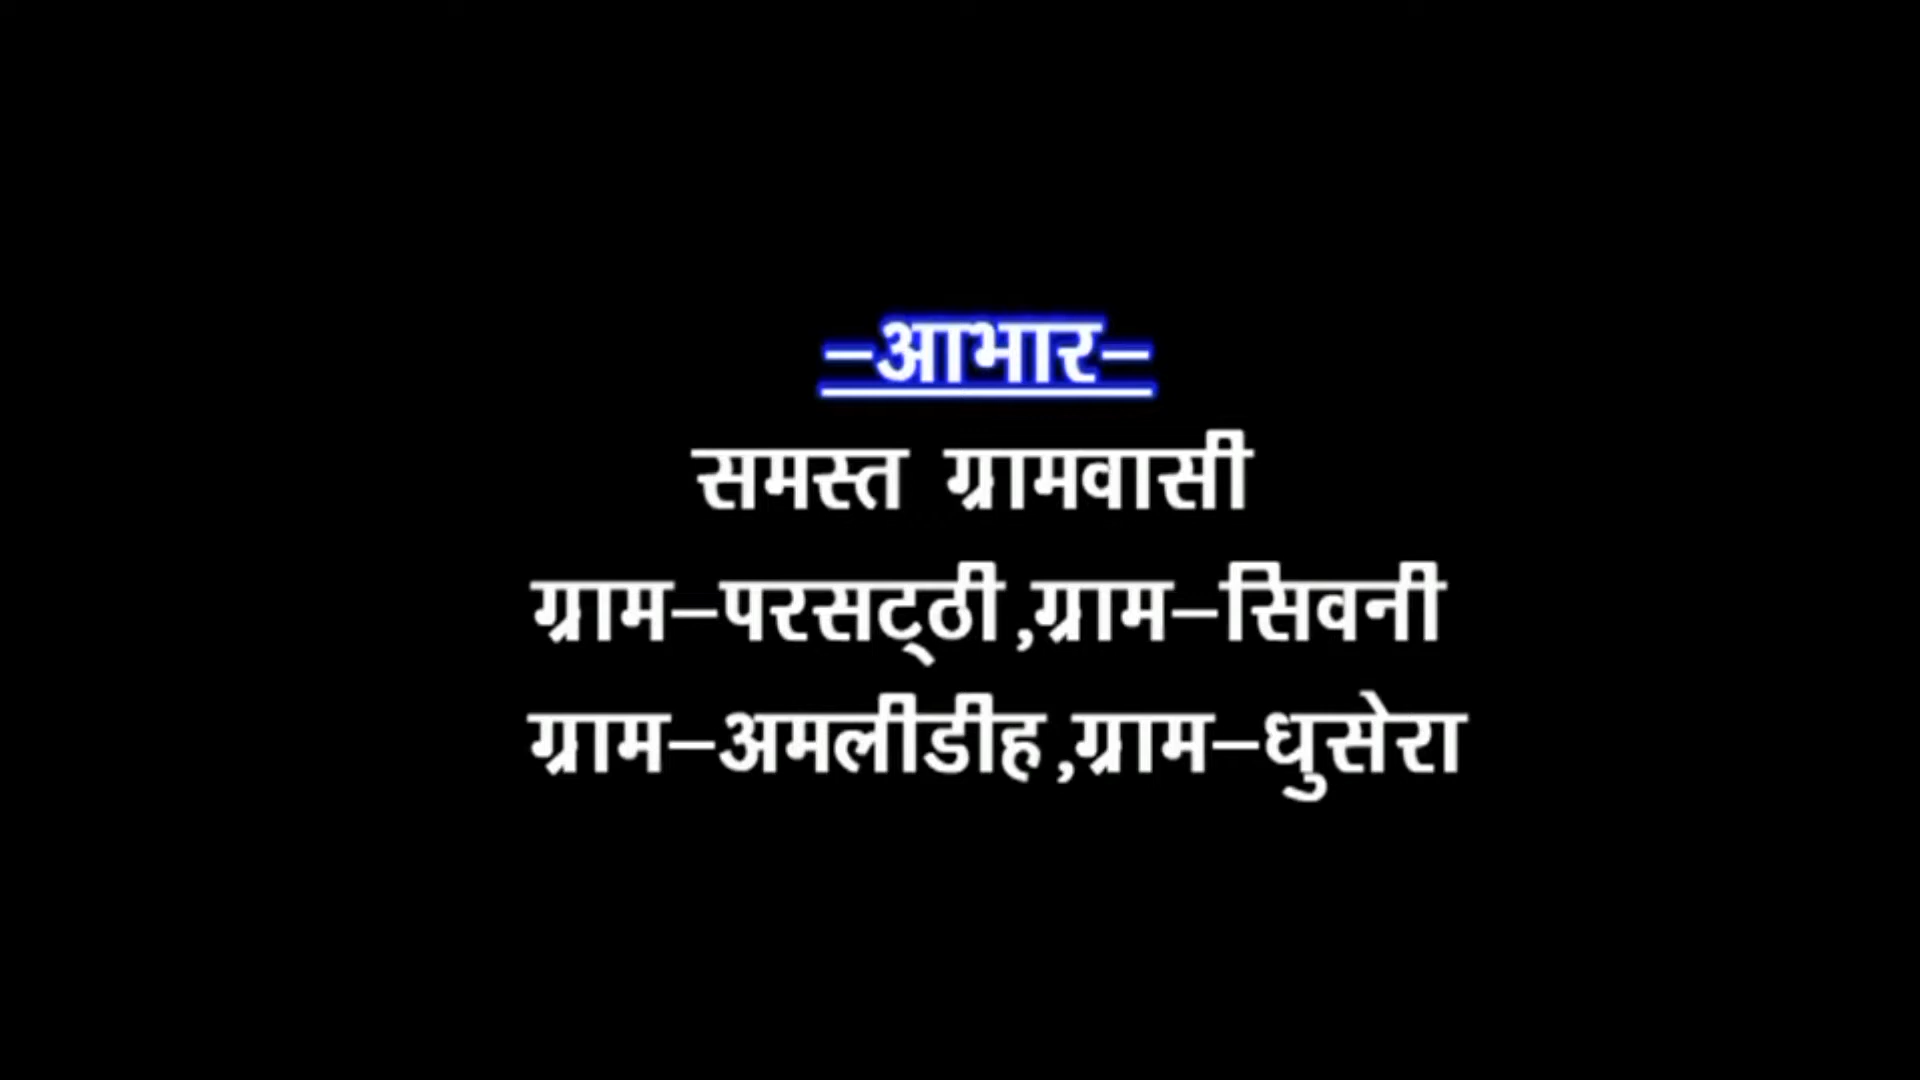 –आभार–
समस्त ग्रामवासी
ग्राम–परसट्ठी ,ग्राम–सिवनी
ग्राम–अमलीडीह ,ग्राम–धुसेरा